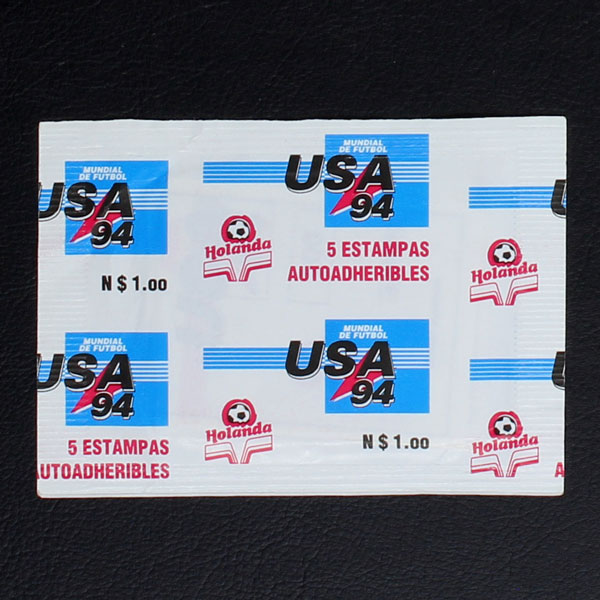 MUNDIAL
DE FUTBOL
USA
94
N$1.00
Holanda
MUNDIAL
DE FUTBOL
USA
94
5 ESTAMPAS
AUTOADHERIBLES
Holanda
MUNDIAL
DE FUTBOL
USA
94
5 ESTAMPAS
AUTOADHERIBLES
Holanda
MUNDIAL
DE FUTBOL
USA
94
N$1.00
Holanda